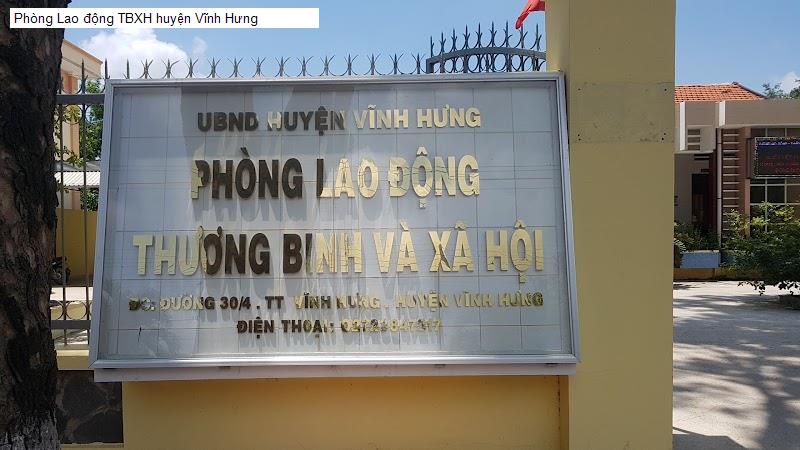 Phòng Lao động TBXH huyện Vĩnh Hưng
UBND HUYỆN VĨNH HƯNG
PHÒNG LAO ĐỘNG
THƯƠNG BINH VÀ XÃ HỘI
ĐC: ĐƯỜNG 30/4 . TT VĨNH HƯNG . HUYỆN VĨNH HƯNG
ĐIỆN THOẠI: